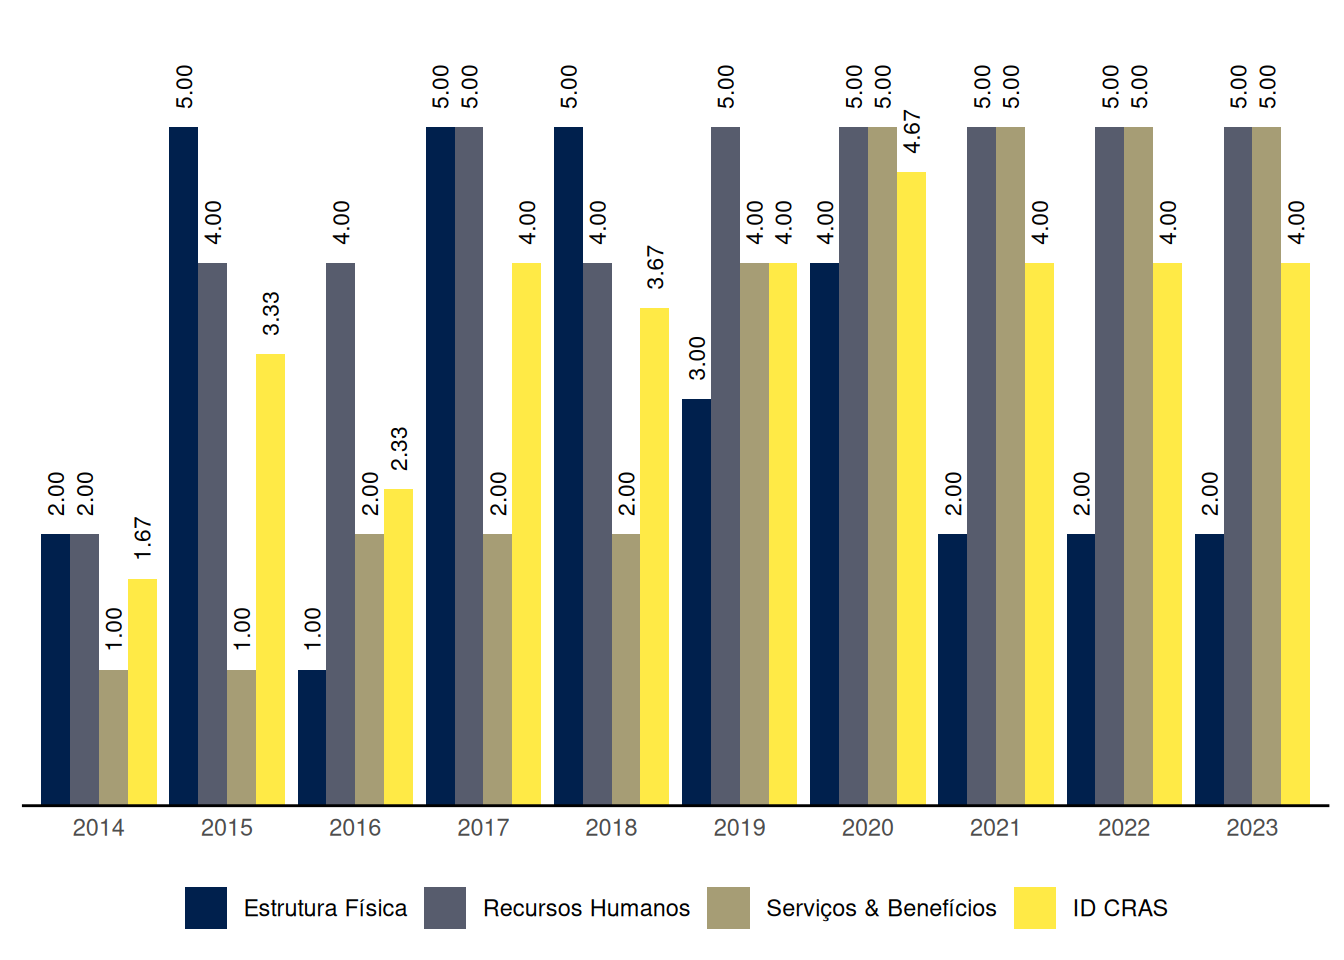 5.00 5.00 5.00 5.00 5.00 5.00 5.00 5.00 5.00 5.00 5.00 5.00
4.67
4.00 4.00 4.00 4.00 4.00 4.00 4.00 4.00 4.00 4.00
3.67
3.33
3.00
2.33
2.00 2.00 2.00 2.00 2.00 2.00 2.00 2.00
1.67
1.00 1.00 1.00
2014 2015 2016 2017 2018 2019 2020 2021 2022 2023
Estrutura Física Recursos Humanos Serviços & Benefícios ID CRAS